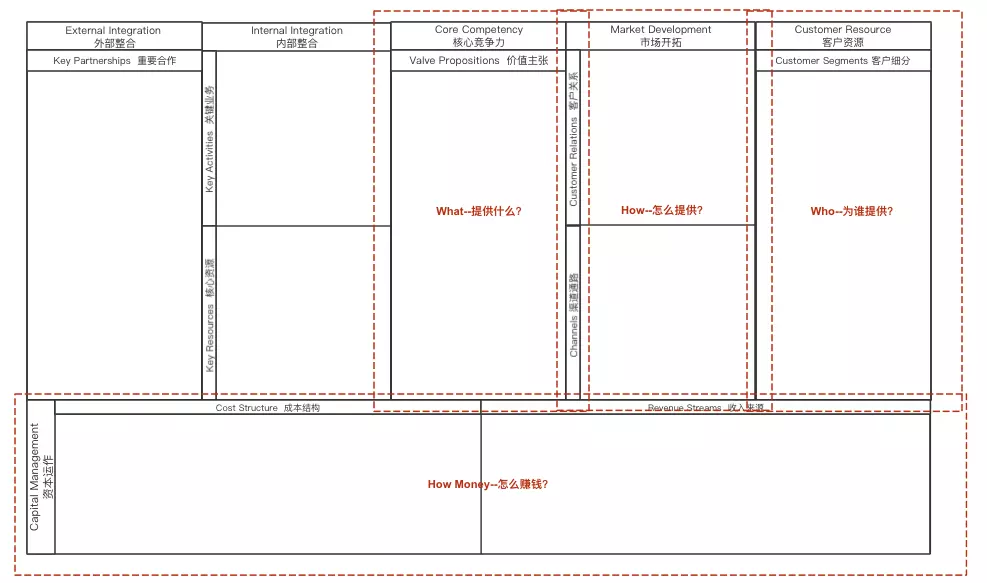 External Integration
外部整合
Internal Integration
内部整合
Core Competency
核心竞争力
Market Development
市场开拓
Customer Resource
客户资源
Key Partnerships 重要合作
Key Activities 关键业务
Key Resources 核心资源
Valve Propositions 价值主张
What--提供什么?
Customer Relations 客户关系
Channels 渠道通路
How--怎么提供?
Customer Segments 客户细分
Who--为谁提供?
Capital Management
资本运作
Cost Structure 成本结构
Revenue Streams 收入来源
How Money--怎么赚钱?